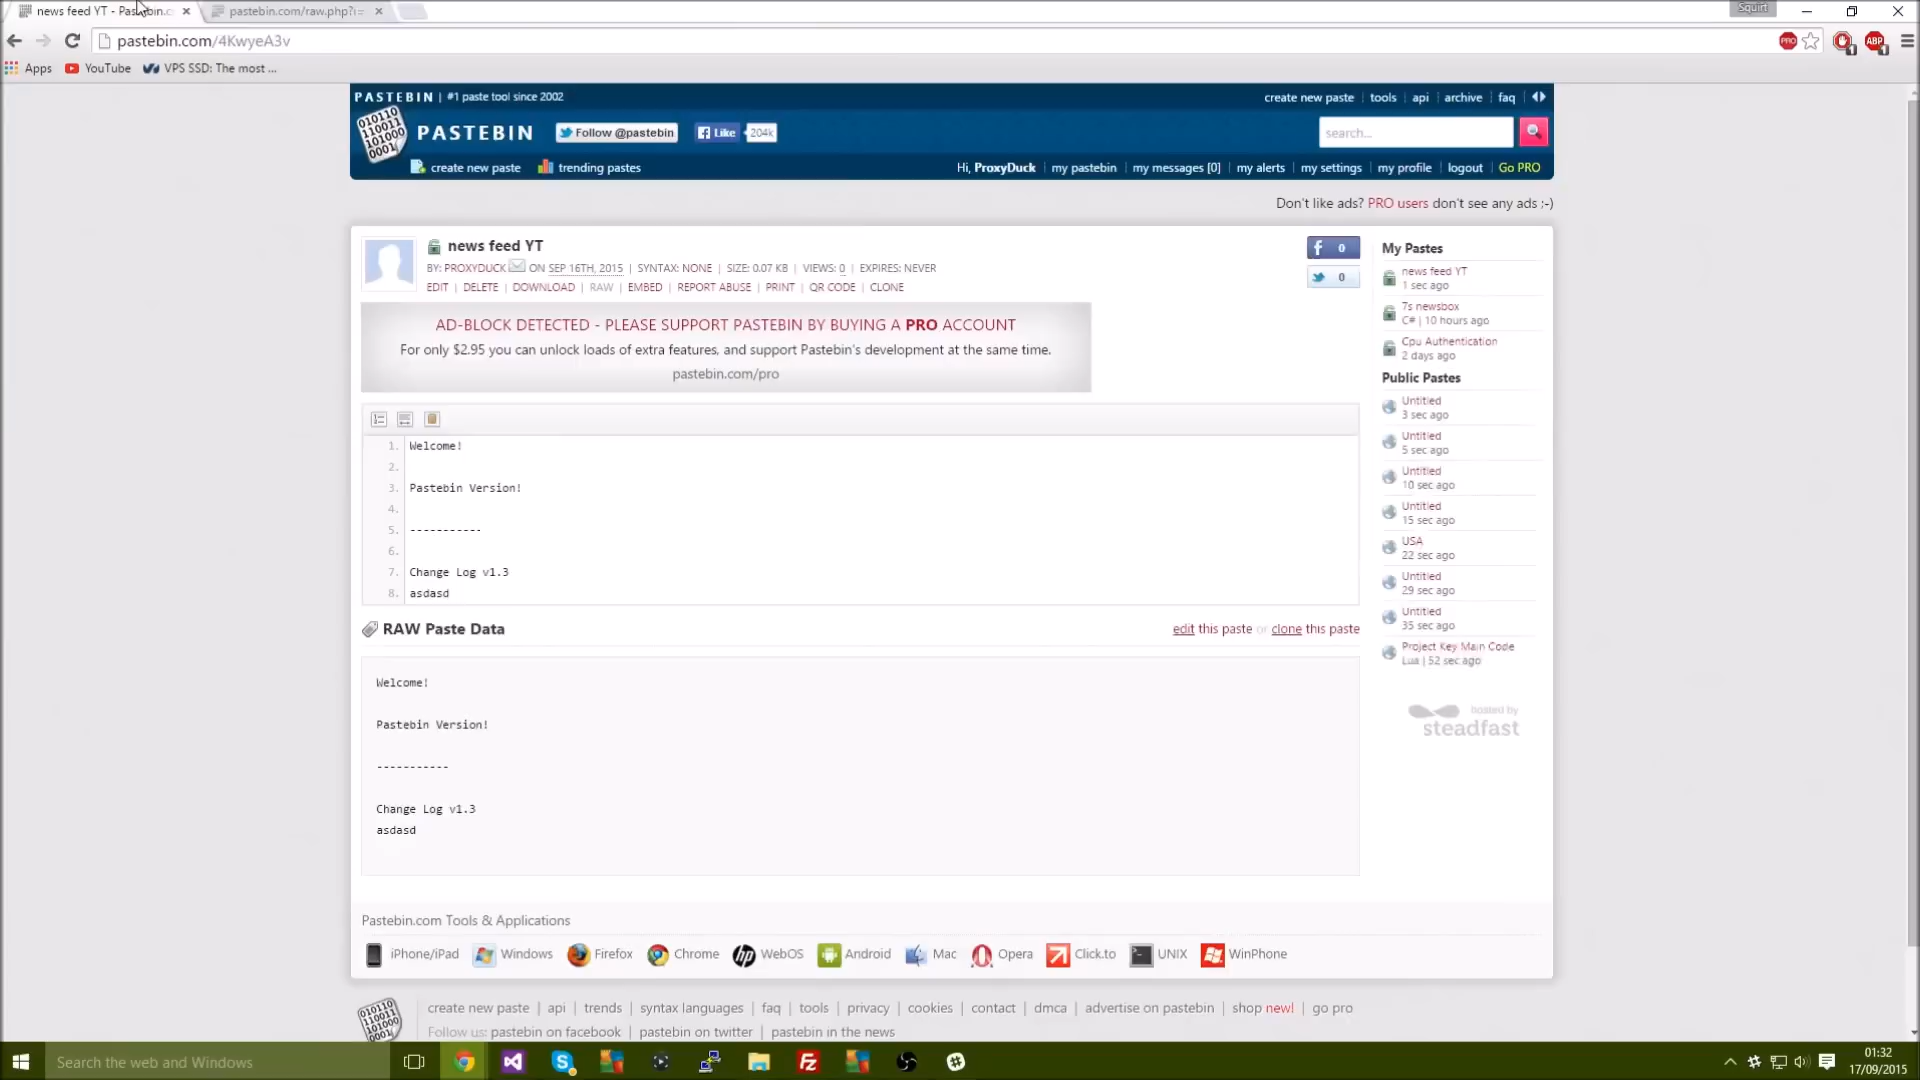 news feed YT - Pastebin.c
pastebin.com/raw.php?i=
Squirt
pastebin.com/4KwyeA3v
PRO
ABP
Apps
YouTube
VPS SSD: The most ...
PASTEBIN | #1 paste tool since 2002
create new paste | tools | api | archive | faq
PASTEBIN
Follow @pastebin
Like
204k
search...
create new paste
trending pastes
Hi, ProxyDuck | my pastebin | my messages [0] | my alerts | my settings | my profile | logout | Go PRO
Don't like ads? PRO users don't see any ads ;-)
news feed YT
BY: PROXYDUCK ON SEP 16TH, 2015 | SYNTAX: NONE | SIZE: 0.07 KB | VIEWS: 0 | EXPIRES: NEVER
EDIT | DELETE | DOWNLOAD | RAW | EMBED | REPORT ABUSE | PRINT | QR CODE | CLONE
0
0
AD-BLOCK DETECTED - PLEASE SUPPORT PASTEBIN BY BUYING A PRO ACCOUNT
For only $2.95 you can unlock loads of extra features, and support Pastebin's development at the same time.
pastebin.com/pro
1. Welcome!
2.
3. Pastebin Version!
4.
5. -----------
6.
7. Change Log v1.3
8. asdasd
RAW Paste Data
edit this paste or clone this paste
Welcome!
Pastebin Version!
-----------
Change Log v1.3
asdasd
My Pastes
news feed YT
1 sec ago
7s newsbox
C# | 10 hours ago
Cpu Authentication
2 days ago
Public Pastes
Untitled
3 sec ago
Untitled
5 sec ago
Untitled
10 sec ago
Untitled
15 sec ago
USA
22 sec ago
Untitled
29 sec ago
Untitled
35 sec ago
Project Key Main Code
Lua | 52 sec ago
hosted by
steadfast
Pastebin.com Tools & Applications
iPhone/iPad
Windows
Firefox
Chrome
WebOS
Android
Mac
Opera
Click.to
UNIX
WinPhone
create new paste | api | trends | syntax languages | faq | tools | privacy | cookies | contact | dmca | advertise on pastebin | shop new! | go pro
Follow us: pastebin on facebook | pastebin on twitter | pastebin in the news
Search the web and Windows
01:32
17/09/2015